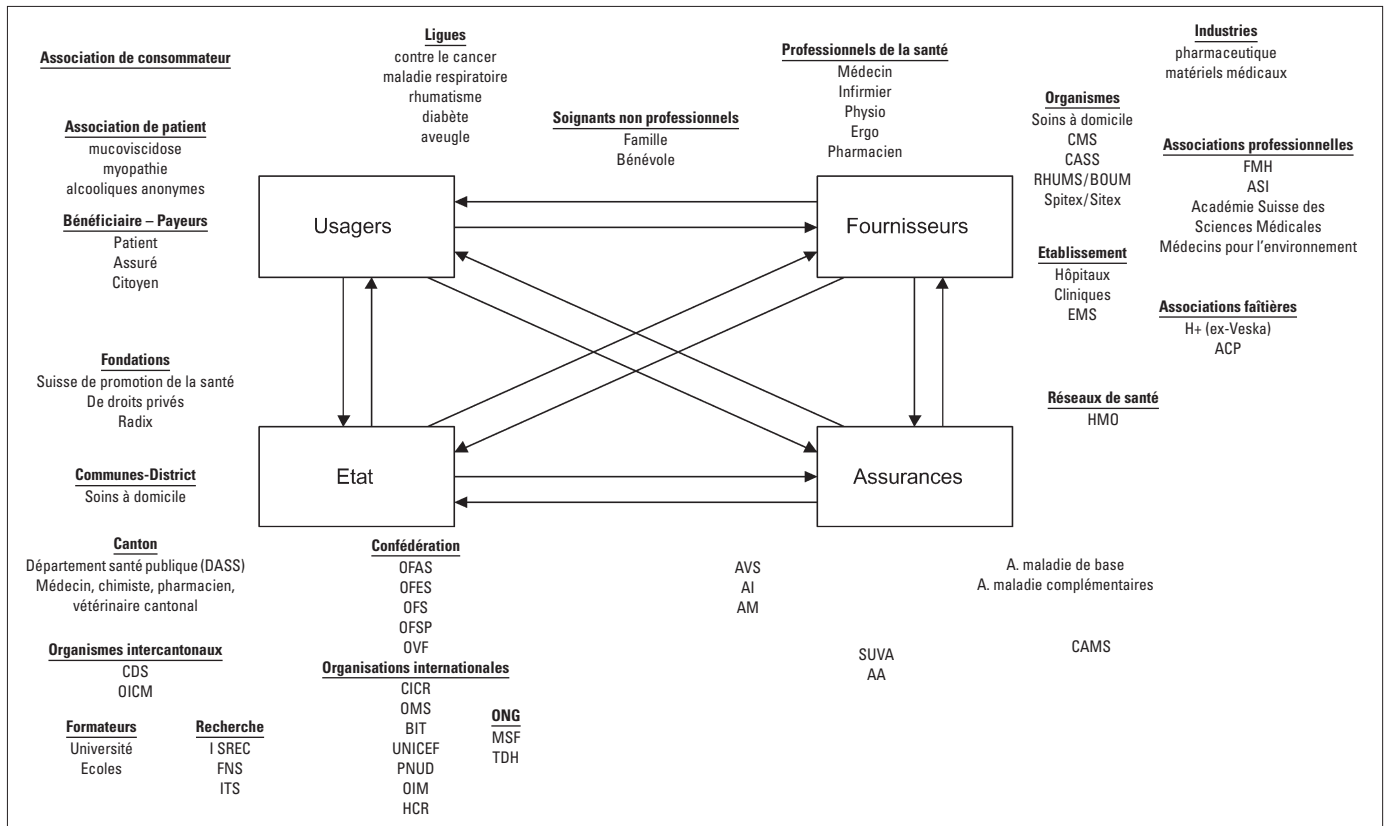 Association de consommateur
Association de patient
mucoviscidose
myopathie
alcooliques anonymes
Bénéficiaire – Payeurs
Patient
Assuré
Citoyen
Ligues
contre le cancer
maladie respiratoire
rhumatisme
diabète
aveugle
Soignants non professionnels
Famille
Bénévole
Professionnels de la santé
Médecin
Infirmier
Physio
Ergo
Pharmacien
Industries
pharmaceutique
matériels médicaux
Organismes
Soins à domicile
CMS
CASS
RHUMS/BOUM
Spitex/Sitex
Associations professionnelles
FMH
ASI
Académie Suisse des
Sciences Médicales
Médecins pour l'environnement
Etablissement
Hôpitaux
Cliniques
EMS
Associations faîtières
H+ (ex-Veska)
ACP
Réseaux de santé
HMO
Usagers
Fournisseurs
Etat
Assurances
Fondations
Suisse de promotion de la santé
De droits privés
Radix
Communes-District
Soins à domicile
Canton
Département santé publique (DASS)
Médecin, chimiste, pharmacien,
vétérinaire cantonal
Organismes intercantonaux
CDS
OICM
Formateurs
Université
Ecoles
Recherche
I SREC
FNS
ITS
Confédération
OFAS
OFES
OFS
OFSP
OVF
Organisations internationales
CICR
OMS
BIT
UNICEF
PNUD
OIM
HCR
ONG
MSF
TDH
AVS
AI
AM
SUVA
AA
A. maladie de base
A. maladie complémentaires
CAMS